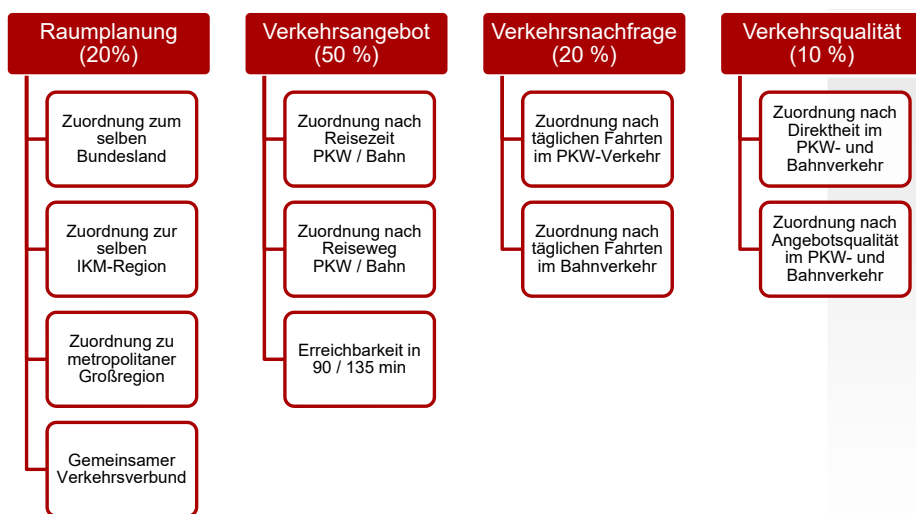 Raumplanung
(20%)
Zuordnung zum
selben
Bundesland
Zuordnung zur
selben
IKM-Region
Zuordnung zu
metropolitaner
Großregion
Gemeinsamer
Verkehrsverbund
Verkehrsangebot
(50 %)
Zuordnung nach
Reisezeit
PKW / Bahn
Zuordnung nach
Reiseweg
PKW / Bahn
Erreichbarkeit in
90 / 135 min
Verkehrsnachfrage
(20 %)
Zuordnung nach
täglichen Fahrten
im PKW-Verkehr
Zuordnung nach
täglichen Fahrten
im Bahnverkehr
Verkehrsqualität
(10 %)
Zuordnung nach
Direktheit im
PKW- und
Bahnverkehr
Zuordnung nach
Angebotsqualität
im PKW- und
Bahnverkehr